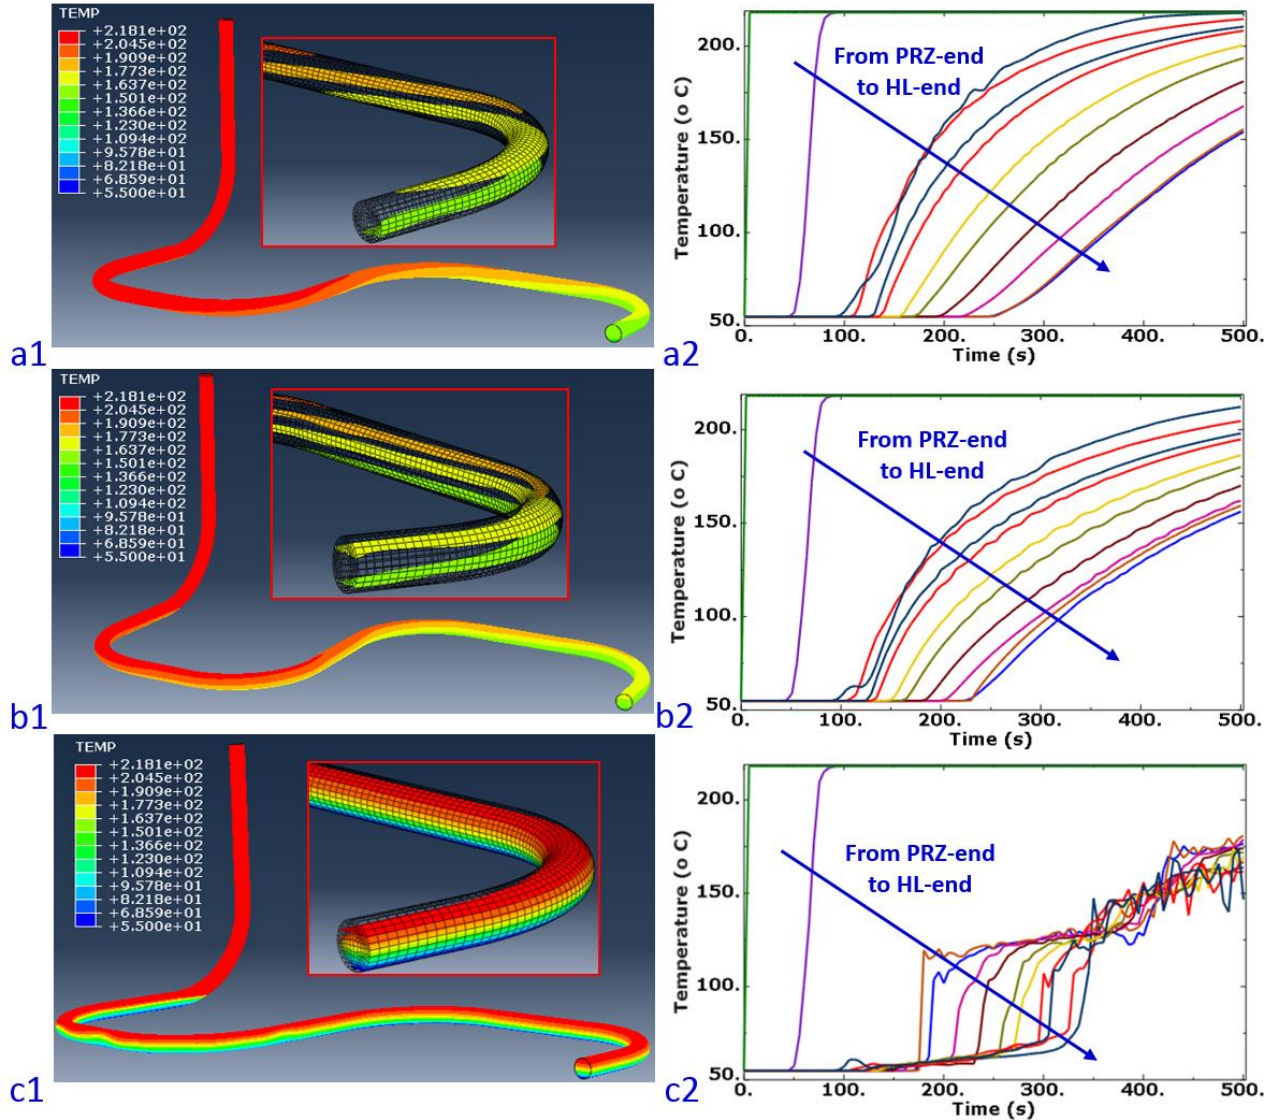 TEMP
+2.181e+02
+2.045e+02
+1.909e+02
+1.773e+02
+1.637e+02
+1.501e+02
+1.366e+02
+1.230e+02
+1.094e+02
+9.578e+01
+8.218e+01
+6.859e+01
+5.500e+01
a1
From PRZ-end
to HL-end
Temperature (o C)
200.
150.
100.
50.
0. 100. 200. 300. 400. 500.
Time (s)
a2
TEMP
+2.181e+02
+2.045e+02
+1.909e+02
+1.773e+02
+1.637e+02
+1.501e+02
+1.366e+02
+1.230e+02
+1.094e+02
+9.578e+01
+8.218e+01
+6.859e+01
+5.500e+01
b1
From PRZ-end
to HL-end
Temperature (o C)
200.
150.
100.
50.
0. 100. 200. 300. 400. 500.
Time (s)
b2
TEMP
+2.181e+02
+2.045e+02
+1.909e+02
+1.773e+02
+1.637e+02
+1.501e+02
+1.366e+02
+1.230e+02
+1.094e+02
+9.578e+01
+8.218e+01
+6.859e+01
+5.500e+01
c1
From PRZ-end
to HL-end
Temperature (o C)
200.
150.
100.
50.
0. 100. 200. 300. 400. 500.
Time (s)
c2